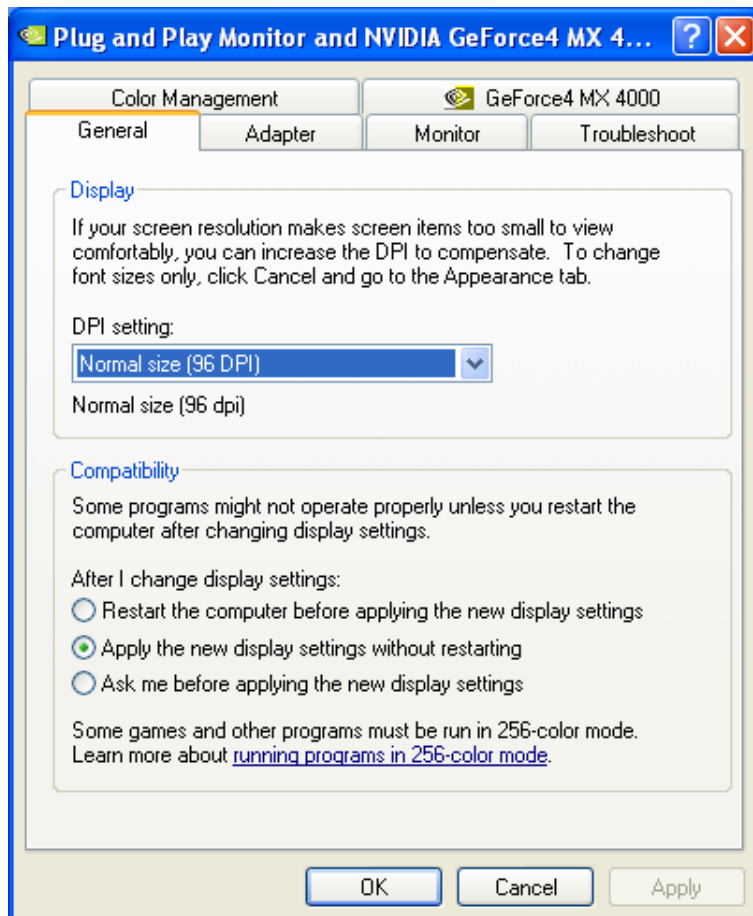 Plug and Play Monitor and NVIDIA GeForce4 MX 4...
Color Management
GeForce4 MX 4000
General
Adapter
Monitor
Troubleshoot
Display
If your screen resolution makes screen items too small to view
comfortably, you can increase the DPI to compensate.  To change
font sizes only, click Cancel and go to the Appearance tab.
DPI setting:
Normal size (96 DPI)
Normal size (96 dpi)
Compatibility
Some programs might not operate properly unless you restart the
computer after changing display settings.
After I change display settings:
Restart the computer before applying the new display settings
Apply the new display settings without restarting
Ask me before applying the new display settings
Some games and other programs must be run in 256-color mode.
Learn more about running programs in 256-color mode.
OK
Cancel
Apply